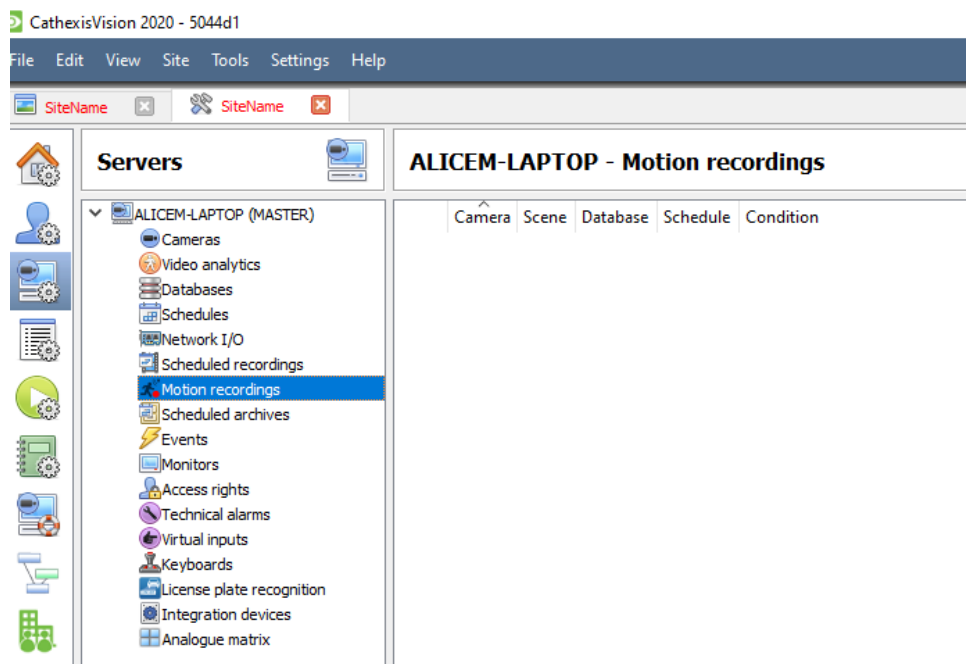 CathexisVision 2020 - 5044d1
File Edit View Site Tools Settings Help
SiteName SiteName
Servers
ALICEM-LAPTOP - Motion recordings
ALICEM-LAPTOP (MASTER)
Camera Scene Database Schedule Condition
Cameras
Video analytics
Databases
Schedules
Network I/O
Scheduled recordings
Motion recordings
Scheduled archives
Events
Monitors
Access rights
Technical alarms
Virtual inputs
Keyboards
License plate recognition
Integration devices
Analogue matrix